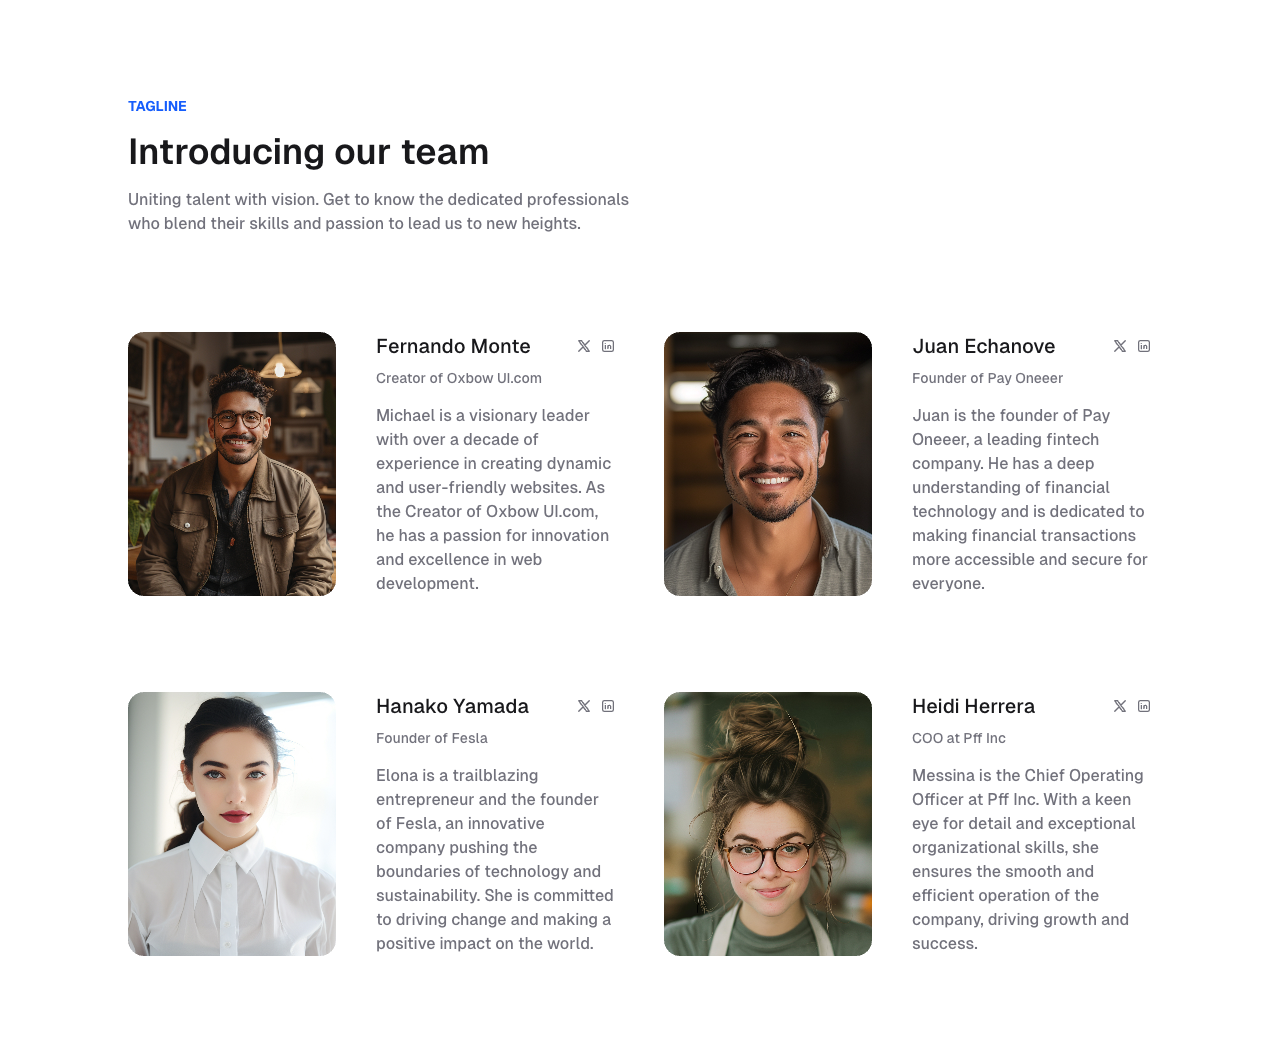 TAGLINE
Introducing our team
Uniting talent with vision. Get to know the dedicated professionals
who blend their skills and passion to lead us to new heights.
Fernando Monte
Creator of Oxbow UI.com
Michael is a visionary leader
with over a decade of
experience in creating dynamic
and user-friendly websites. As
the Creator of Oxbow UI.com,
he has a passion for innovation
and excellence in web
development.
Juan Echanove
Founder of Pay Oneeer
Juan is the founder of Pay
Oneeer, a leading fintech
company. He has a deep
understanding of financial
technology and is dedicated to
making financial transactions
more accessible and secure for
everyone.
Hanako Yamada
Founder of Fesla
Elona is a trailblazing
entrepreneur and the founder
of Fesla, an innovative
company pushing the
boundaries of technology and
sustainability. She is committed
to driving change and making a
positive impact on the world.
Heidi Herrera
COO at Pff Inc
Messina is the Chief Operating
Officer at Pff Inc. With a keen
eye for detail and exceptional
organizational skills, she
ensures the smooth and
efficient operation of the
company, driving growth and
success.